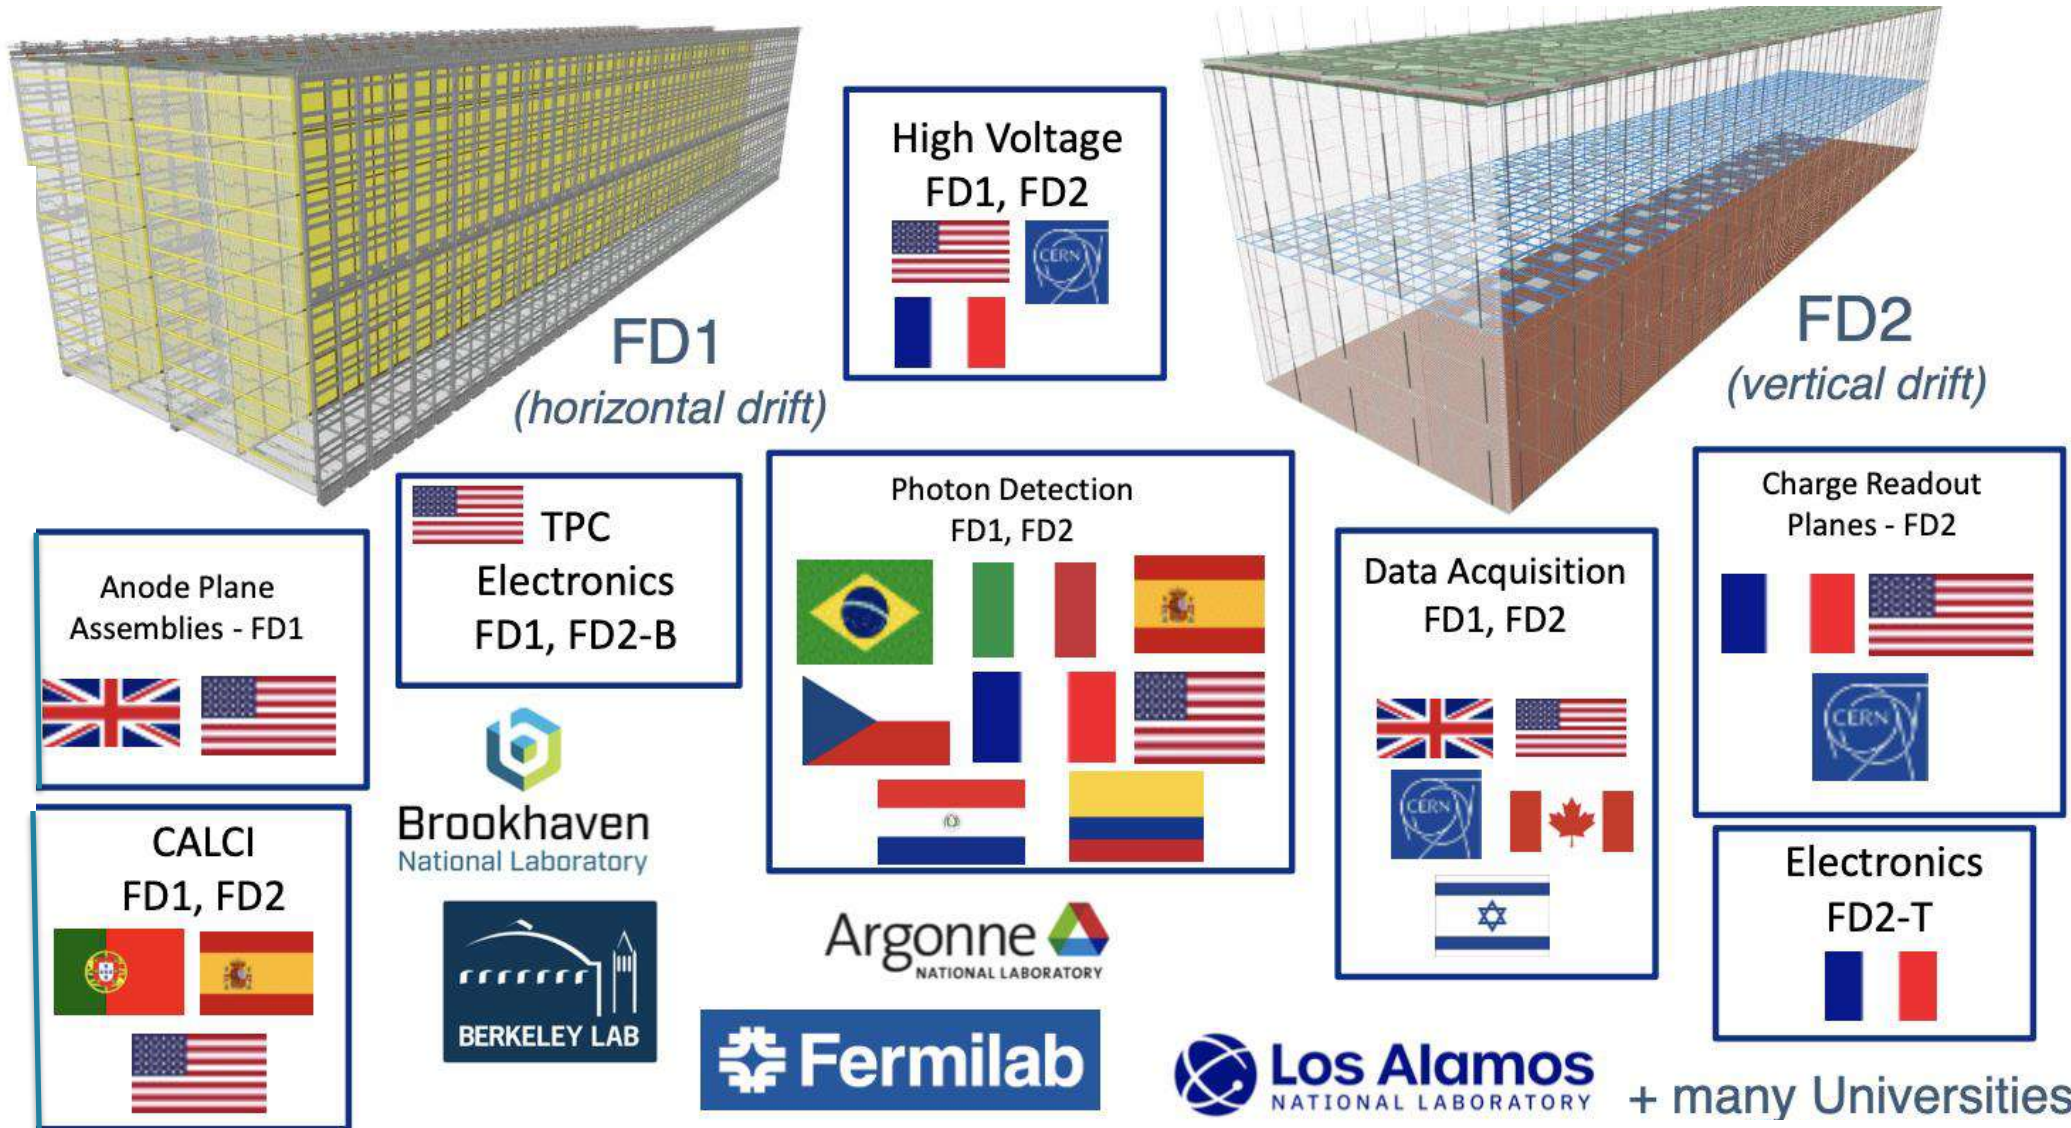 High Voltage
FD1, FD2
CERN
FD1
(horizontal drift)
FD2
(vertical drift)
Anode Plane
Assemblies - FD1
TPC
Electronics
FD1, FD2-B
Photon Detection
FD1, FD2
Data Acquisition
FD1, FD2
CERN
Charge Readout
Planes - FD2
CERN
CALCI
FD1, FD2
Brookhaven
National Laboratory
BERKELEY LAB
Argonne
NATIONAL LABORATORY
Fermilab
Los Alamos
NATIONAL LABORATORY
Electronics
FD2-T
+ many Universities